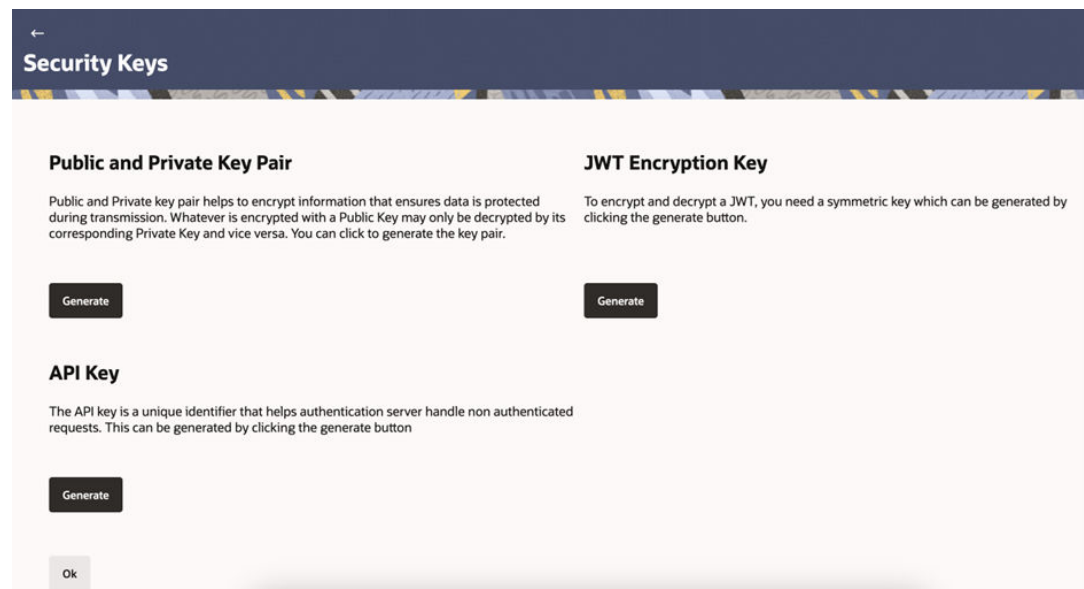 ←
Security Keys
Public and Private Key Pair
Public and Private key pair helps to encrypt information that ensures data is protected
during transmission. Whatever is encrypted with a Public Key may only be decrypted by its
corresponding Private Key and vice versa. You can click to generate the key pair.
Generate
JWT Encryption Key
To encrypt and decrypt a JWT, you need a symmetric key which can be generated by
clicking the generate button.
Generate
API Key
The API key is a unique identifier that helps authentication server handle non authenticated
requests. This can be generated by clicking the generate button
Generate
Ok